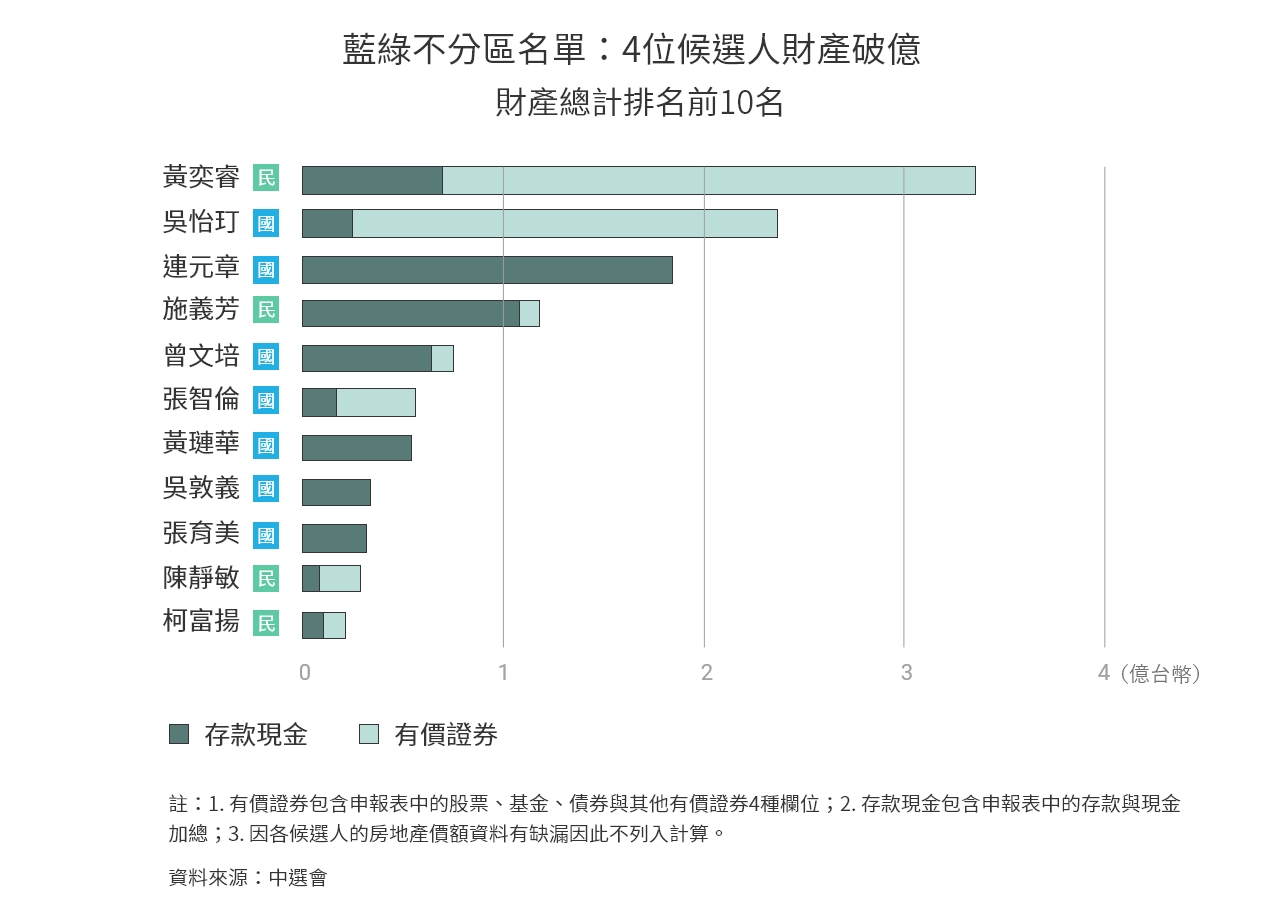 藍綠不分區名單：4位候選人財產破億
財產總計排名前10名
黃奕睿 民
吳怡玎 國
連元章 國
施義芳 民
曾文培 國
張智倫 國
黃璉華 國
吳敦義 國
張育美 國
陳靜敏 民
柯富揚 民
0 1 2 3 4（億台幣）
存款現金 有價證券
註：1. 有價證券包含申報表中的股票、基金、債券與其他有價證券4種欄位；2. 存款現金包含申報表中的存款與現金
加總；3. 因各候選人的房地產價額資料有缺漏因此不列入計算。
資料來源：中選會